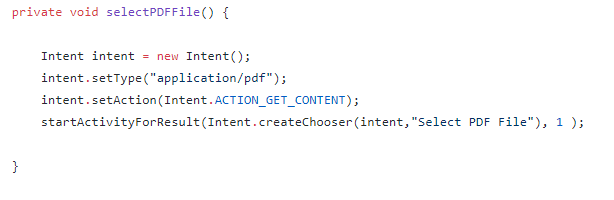 private void selectPDFFile() {
Intent intent = new Intent();
intent.setType("application/pdf");
intent.setAction(Intent.ACTION_GET_CONTENT);
startActivityForResult(Intent.createChooser(intent,"Select PDF File"), 1 );
}